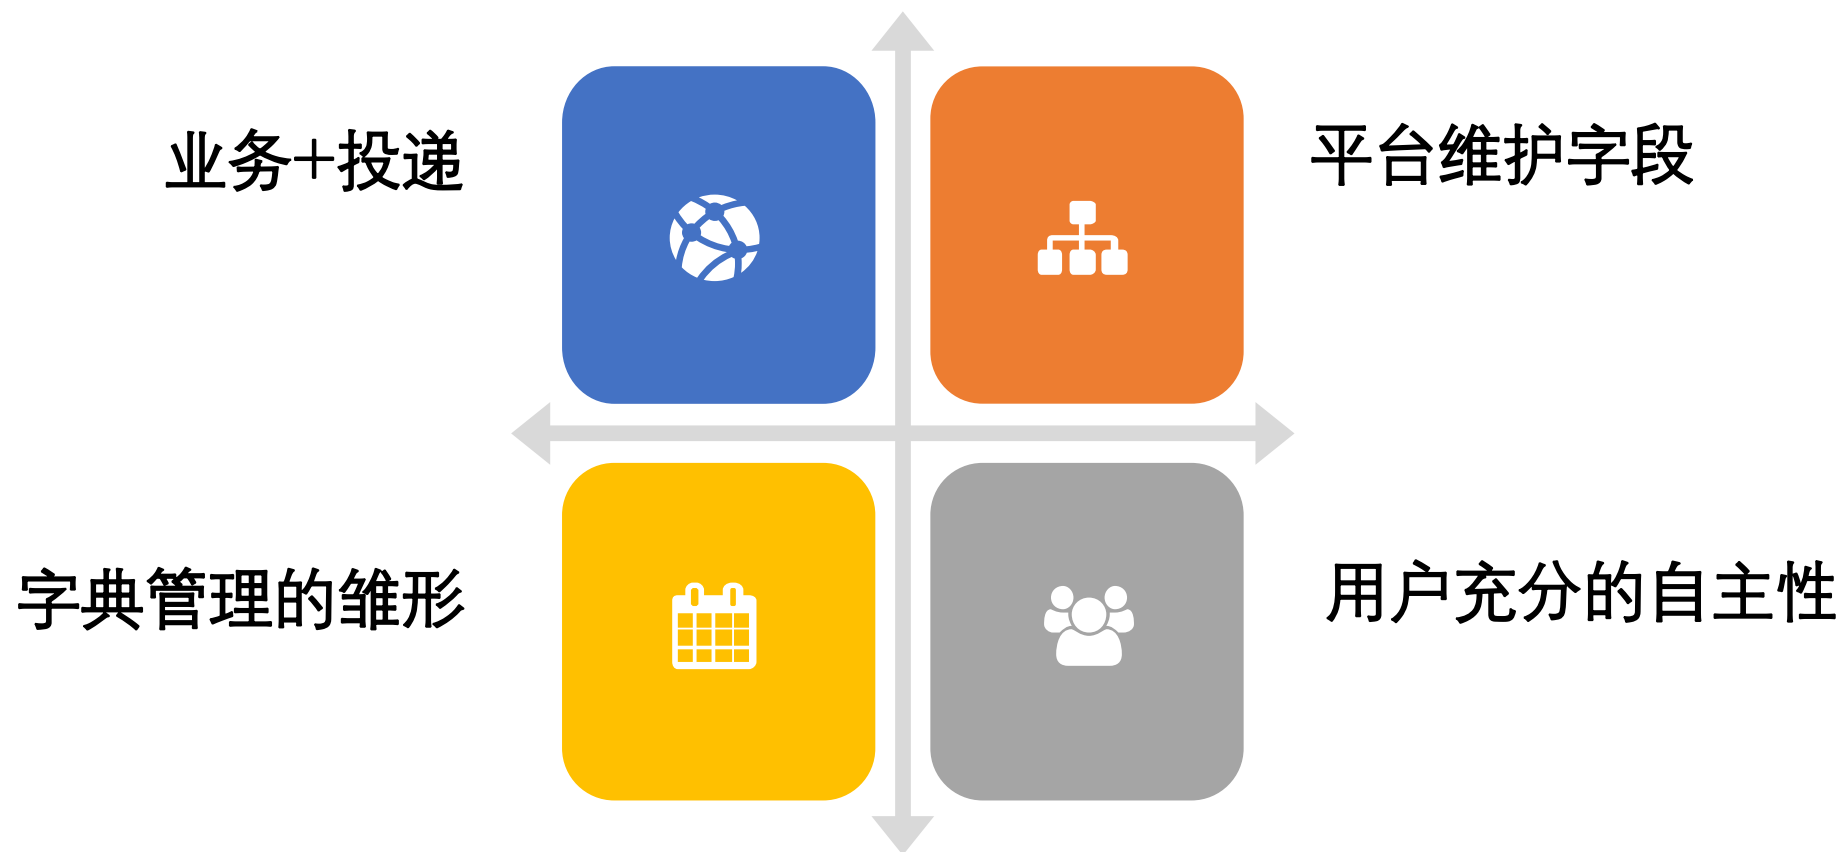 业务+投递
平台维护字段
字典管理的雏形
用户充分的自主性